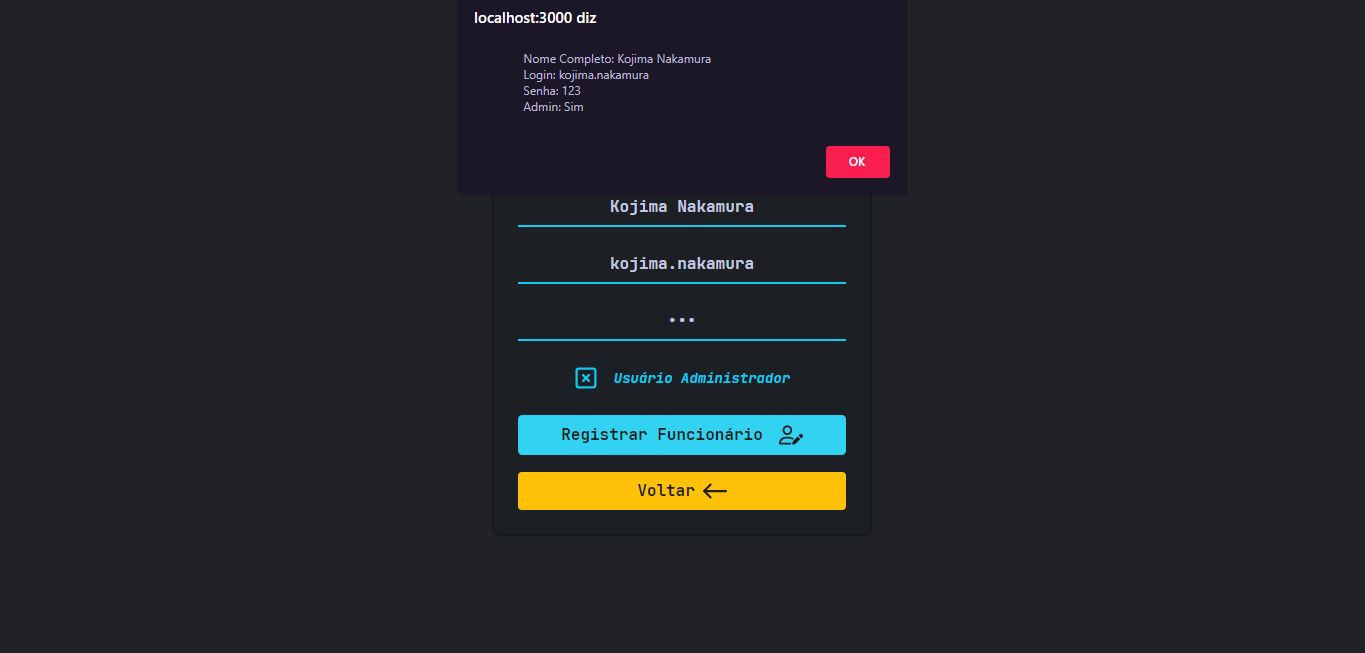 localhost:3000 diz
Nome Completo: Kojima Nakamura
Login: kojima.nakamura
Senha: 123
Admin: Sim
OK
Kojima Nakamura
kojima.nakamura
•••
Usuário Administrador
Registrar Funcionário
Voltar